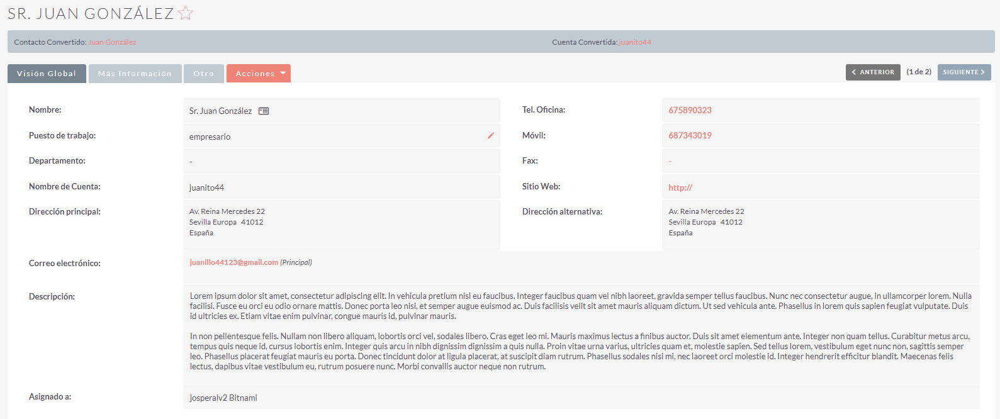 SR. JUAN GONZÁLEZ
Contacto Convertido: Juan González
Cuenta Convertida: juanito44
Visión Global
Más Información
Otro
Acciones
ANTERIOR
(1 de 2)
SIGUIENTE
Nombre:
Sr. Juan González
Tel. Oficina:
675890323
Puesto de trabajo:
empresario
Móvil:
687343019
Departamento:
-
Fax:
-
Nombre de Cuenta:
juanito44
Sitio Web:
http://
Dirección principal:
Av. Reina Mercedes 22
Sevilla Europa 41012
España
Dirección alternativa:
Av. Reina Mercedes 22
Sevilla Europa 41012
España
Correo electrónico:
juanillo44123@gmail.com (Principal)
Descripción:
Lorem ipsum dolor sit amet, consectetur adipiscing elit. In vehicula pretium nisl eu faucibus. Integer faucibus quam vel nibh laoreet, gravida semper tellus faucibus. Nunc nec consectetur augue, in ullamcorper lorem. Nulla
facilisi. Fusce eu orci eu odio ornare mattis. Donec porta leo nisi, et semper augue euismod ac. Duis facilisis velit sit amet mauris aliquam dictum. Ut sed vehicula ante. Phasellus in lorem quis sapien feugiat vulputate. Duis
id ultricies ex. Etiam vitae enim pulvinar, congue mauris id, pulvinar mauris.
In non pellentesque felis. Nullam non libero aliquam, lobortis orci vel, sodales libero. Cras eget leo mi. Mauris maximus lectus a finibus auctor. Duis sit amet elementum ante. Integer non quam tellus. Curabitur metus arcu,
tempus quis neque id, cursus lobortis enim. Integer quis arcu in nibh dignissim dignissim a quis nulla. Proin vitae urna varius, ultricies quam et, molestie sapien. Sed tellus lorem, vestibulum eget nunc non, sagittis semper
leo. Phasellus placerat feugiat mauris eu porta. Donec tincidunt dolor at ligula placerat, at suscipit diam rutrum. Phasellus sodales nisi mi, nec laoreet orci molestie id. Integer hendrerit efficitur blandit. Maecenas felis
lectus, dapibus vitae vestibulum eu, rutrum posuere nunc. Morbi convallis auctor neque non rutrum.
Asignado a:
josperalv2 Bitnami